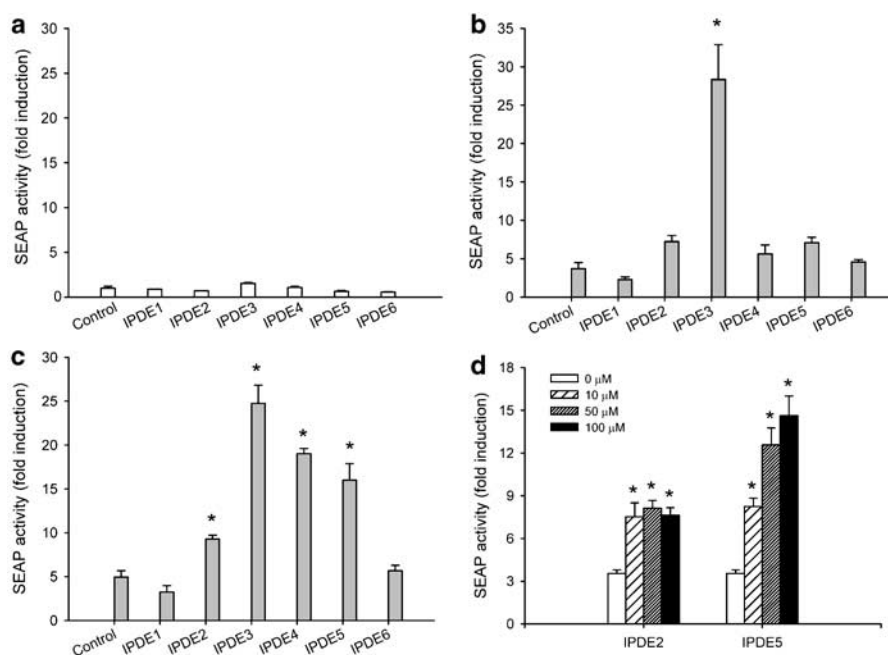 a
SEAP activity (fold induction)
30
25
20
15
10
5
0
Control IPDE1 IPDE2 IPDE3 IPDE4 IPDE5 IPDE6
b
SEAP activity (fold induction)
35
30
25
20
15
10
5
0
*
Control IPDE1 IPDE2 IPDE3 IPDE4 IPDE5 IPDE6
c
SEAP activity (fold induction)
30
25
20
15
10
5
0
* * * *
Control IPDE1 IPDE2 IPDE3 IPDE4 IPDE5 IPDE6
d
SEAP activity (fold induction)
18
15
12
9
6
3
0
0 μM
10 μM
50 μM
100 μM
* * * * * *
IPDE2 IPDE5